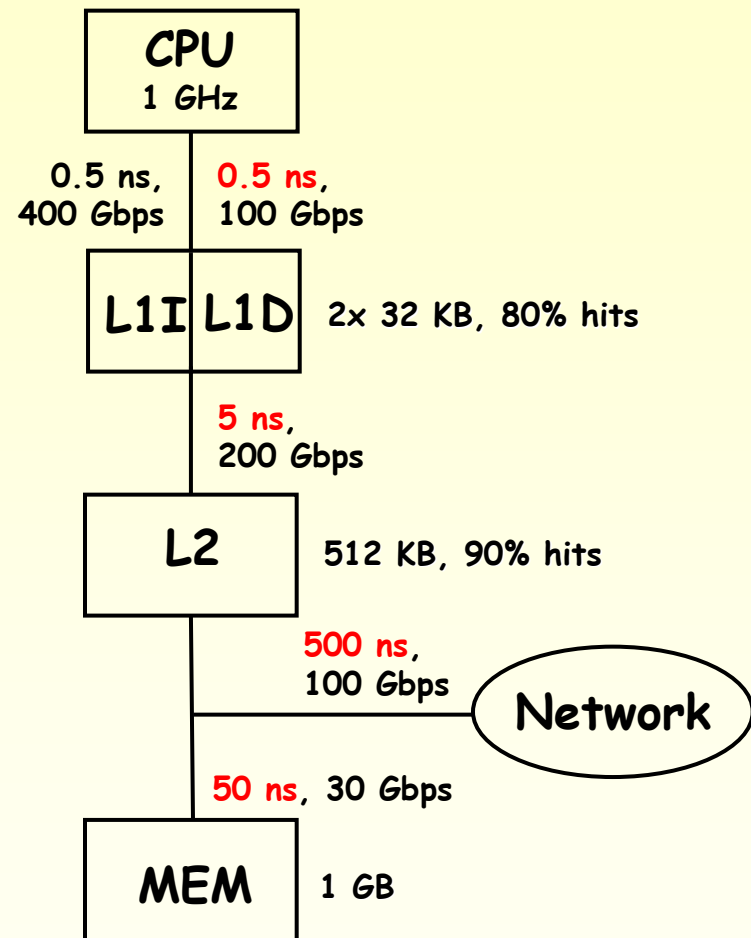 CPU
1 GHz
0.5 ns,
400 Gbps
0.5 ns,
100 Gbps
L1I
L1D
2x 32 KB, 80% hits
5 ns,
200 Gbps
L2
512 KB, 90% hits
500 ns,
100 Gbps
Network
50 ns, 30 Gbps
MEM
1 GB